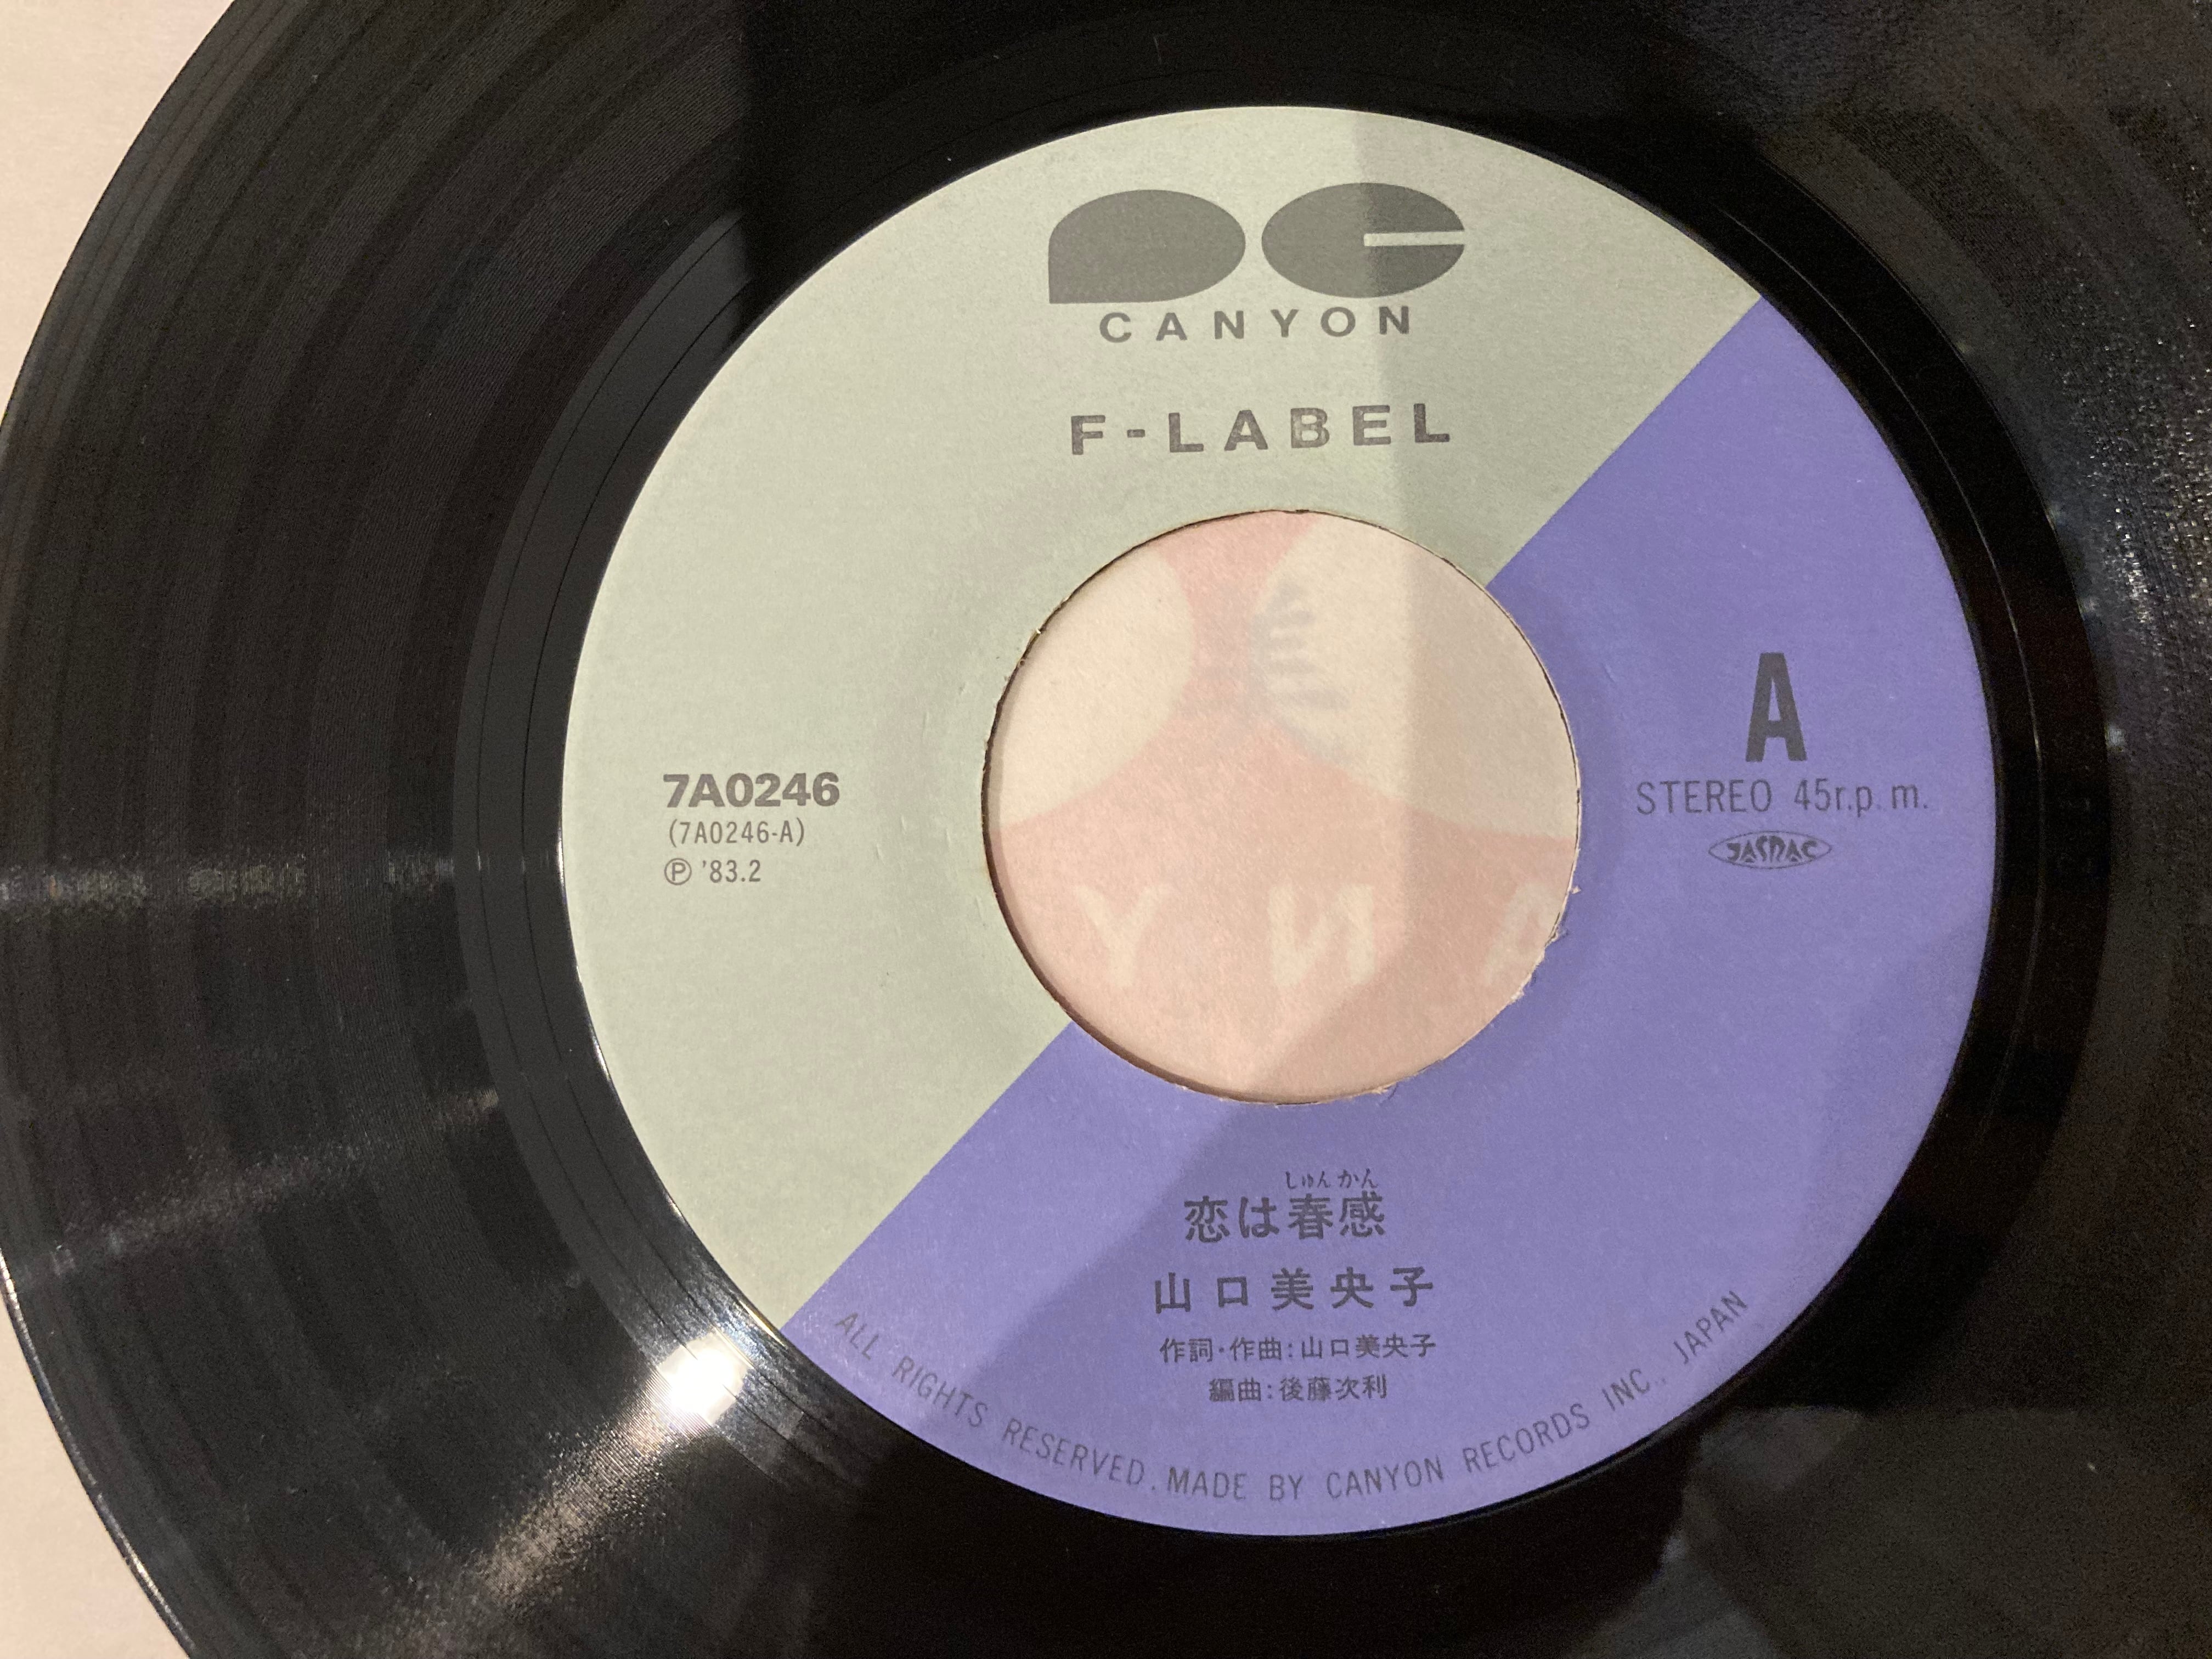 PC
CANYON
F-LABEL
A
STEREO 45r.p.m.
JASRAC
7A0246
(7A0246-A)
Ⓟ '83.2
しゅんかん
恋は春感
山口美央子
作詞・作曲:山口美央子
編曲:後藤次利
ALL RIGHTS RESERVED. MADE BY CANYON RECORDS INC., JAPAN